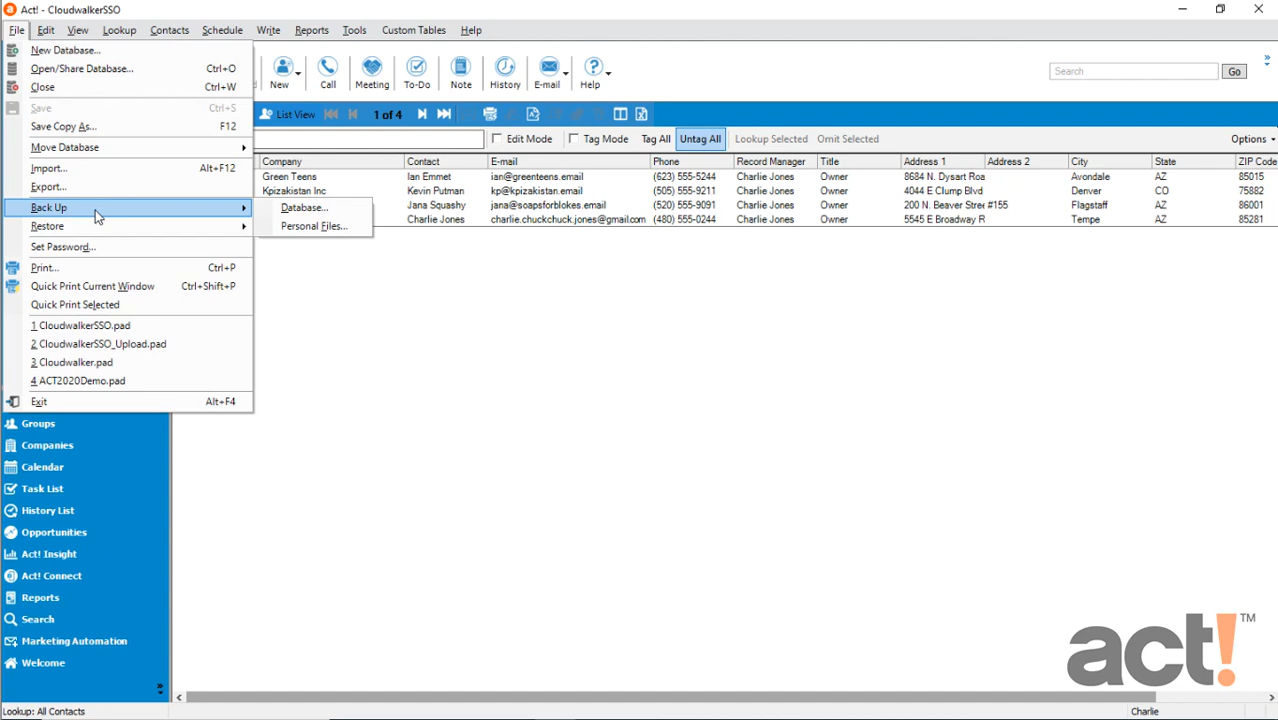 Act! - CloudwalkerSSO
File Edit View Lookup Contacts Schedule Write Reports Tools Custom Tables Help
New Database...
Open/Share Database... Ctrl+O
Close Ctrl+W
Save Ctrl+S
Save Copy As... F12
Move Database
Import... Alt+F12
Export...
Back Up
Restore
Set Password...
Print... Ctrl+P
Quick Print Current Window Ctrl+Shift+P
Quick Print Selected
1 CloudwalkerSSO.pad
2 CloudwalkerSSO_Upload.pad
3 Cloudwalker.pad
4 ACT2020Demo.pad
Exit Alt+F4
Database...
Personal Files...
New Call Meeting To-Do Note History E-mail Help
Search Go
List View 1 of 4
Edit Mode Tag Mode Tag All Untag All Lookup Selected Omit Selected Options
Company Contact E-mail Phone Record Manager Title Address 1 Address 2 City State ZIP Code
Green Teens Ian Emmet ian@greenteens.email (623) 555-5244 Charlie Jones Owner 8684 N. Dysart Roa Avondale AZ 85015
Kpizakistan Inc Kevin Putman kp@kpizakistan.email (505) 555-9211 Charlie Jones Owner 4044 E Clump Blvd Denver CO 75882
Jana Squashy jana@soapsforblokes.email (520) 555-9091 Charlie Jones Owner 200 N. Beaver Stree #155 Flagstaff AZ 86001
Charlie Jones charlie.chuckchuck.jones@gmail.com (480) 555-0244 Charlie Jones Owner 5545 E Broadway R Tempe AZ 85281
Groups
Companies
Calendar
Task List
History List
Opportunities
Act! Insight
Act! Connect
Reports
Search
Marketing Automation
Welcome
act!™
Lookup: All Contacts Charlie